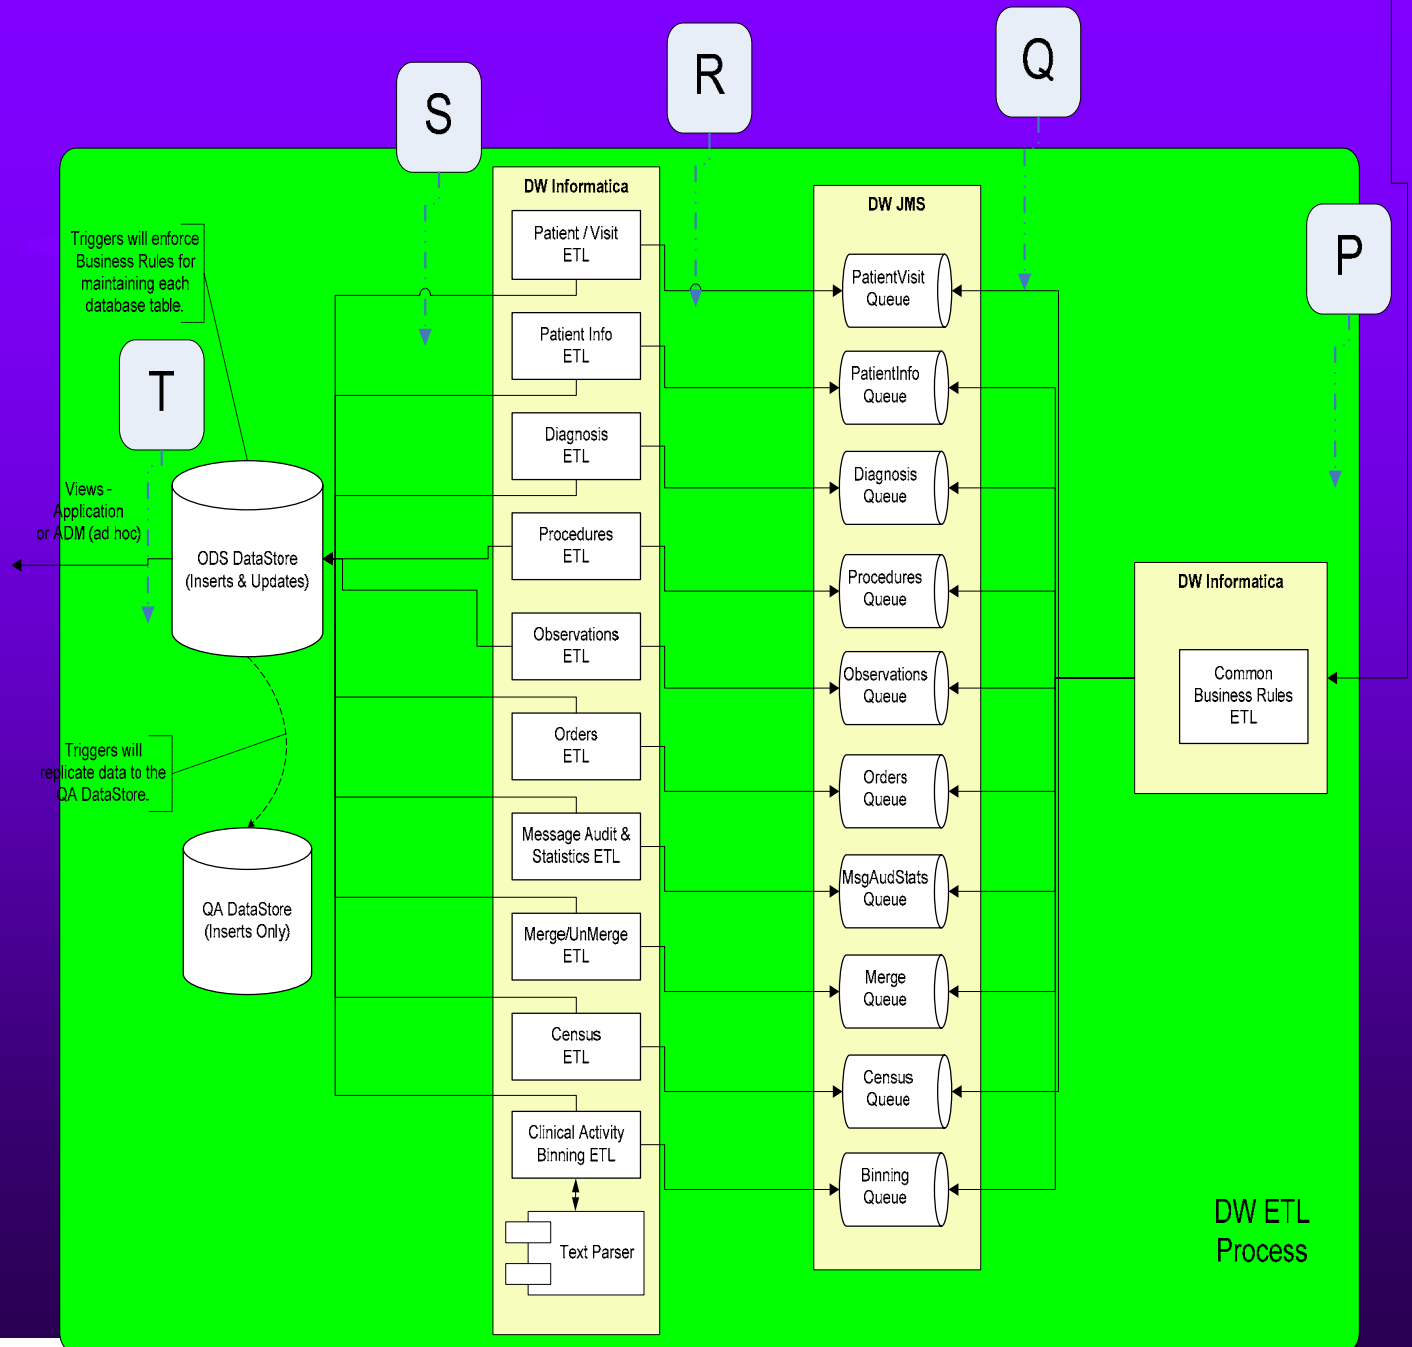 S
R
Q
P
T
DW Informatica
Patient / Visit
ETL
Patient Info
ETL
Diagnosis
ETL
Procedures
ETL
Observations
ETL
Orders
ETL
Message Audit &
Statistics ETL
Merge/UnMerge
ETL
Census
ETL
Clinical Activity
Binning ETL
Text Parser
DW JMS
PatientVisit
Queue
PatientInfo
Queue
Diagnosis
Queue
Procedures
Queue
Observations
Queue
Orders
Queue
MsgAudStats
Queue
Merge
Queue
Census
Queue
Binning
Queue
DW Informatica
Common
Business Rules
ETL
Triggers will enforce
Business Rules for
maintaining each
database table.
Views -
Application
or ADM (ad hoc)
ODS DataStore
(Inserts & Updates)
Triggers will
replicate data to the
QA DataStore.
QA DataStore
(Inserts Only)
DW ETL
Process